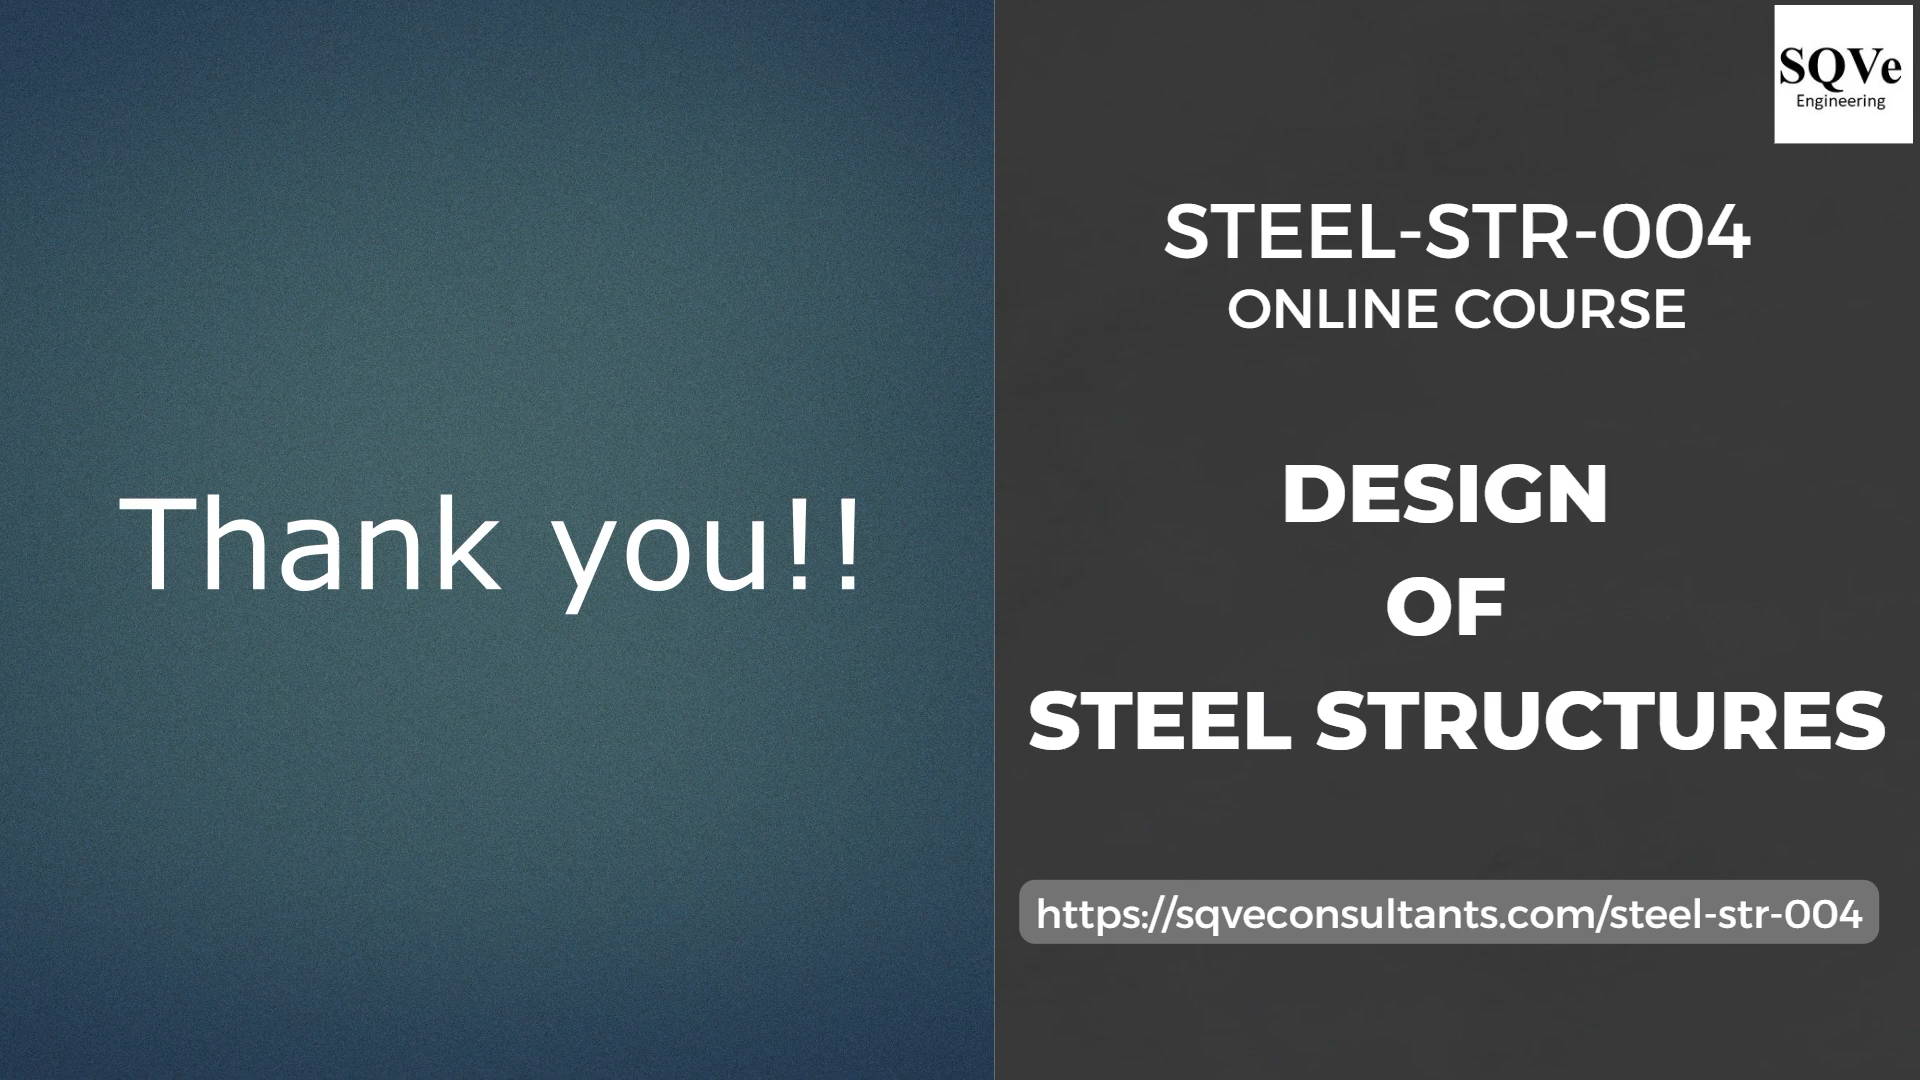 Thank you!!
SQVe
Engineering
STEEL-STR-004
ONLINE COURSE
DESIGN
OF
STEEL STRUCTURES
https://sqveconsultants.com/steel-str-004